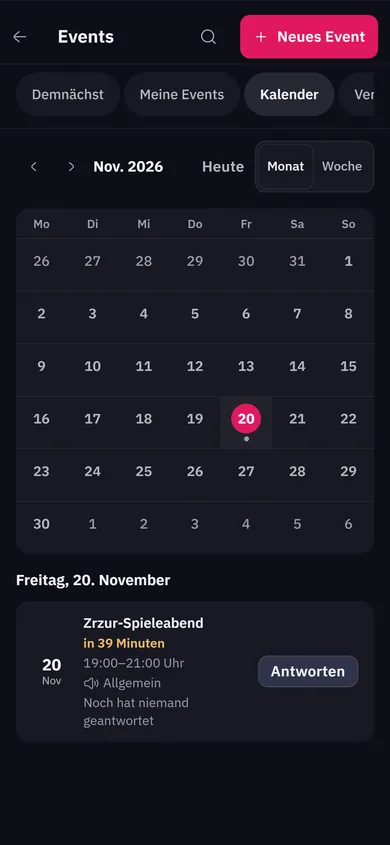 Events
Neues Event
Demnächst Meine Events Kalender Ver
Nov. 2026 Heute Monat Woche
Mo Di Mi Do Fr Sa So
26 27 28 29 30 31 1
2 3 4 5 6 7 8
9 10 11 12 13 14 15
16 17 18 19 20 21 22
23 24 25 26 27 28 29
30 1 2 3 4 5 6
Freitag, 20. November
20
Nov
Zrzur-Spieleabend
in 39 Minuten
19:00–21:00 Uhr
Allgemein
Noch hat niemand
geantwortet
Antworten